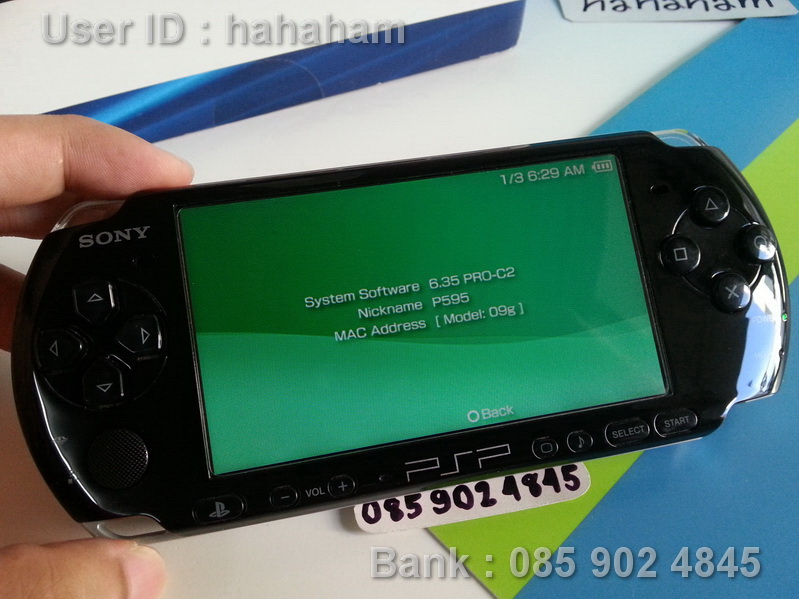 User ID : hahaham
hahaham
1/3 6:29 AM
SONY
System Software 6.35 PRO-C2
Nickname P595
MAC Address [ Model: 09g ]
Back
PSP
SELECT START
VOL
0859024845
Bank : 085 902 4845